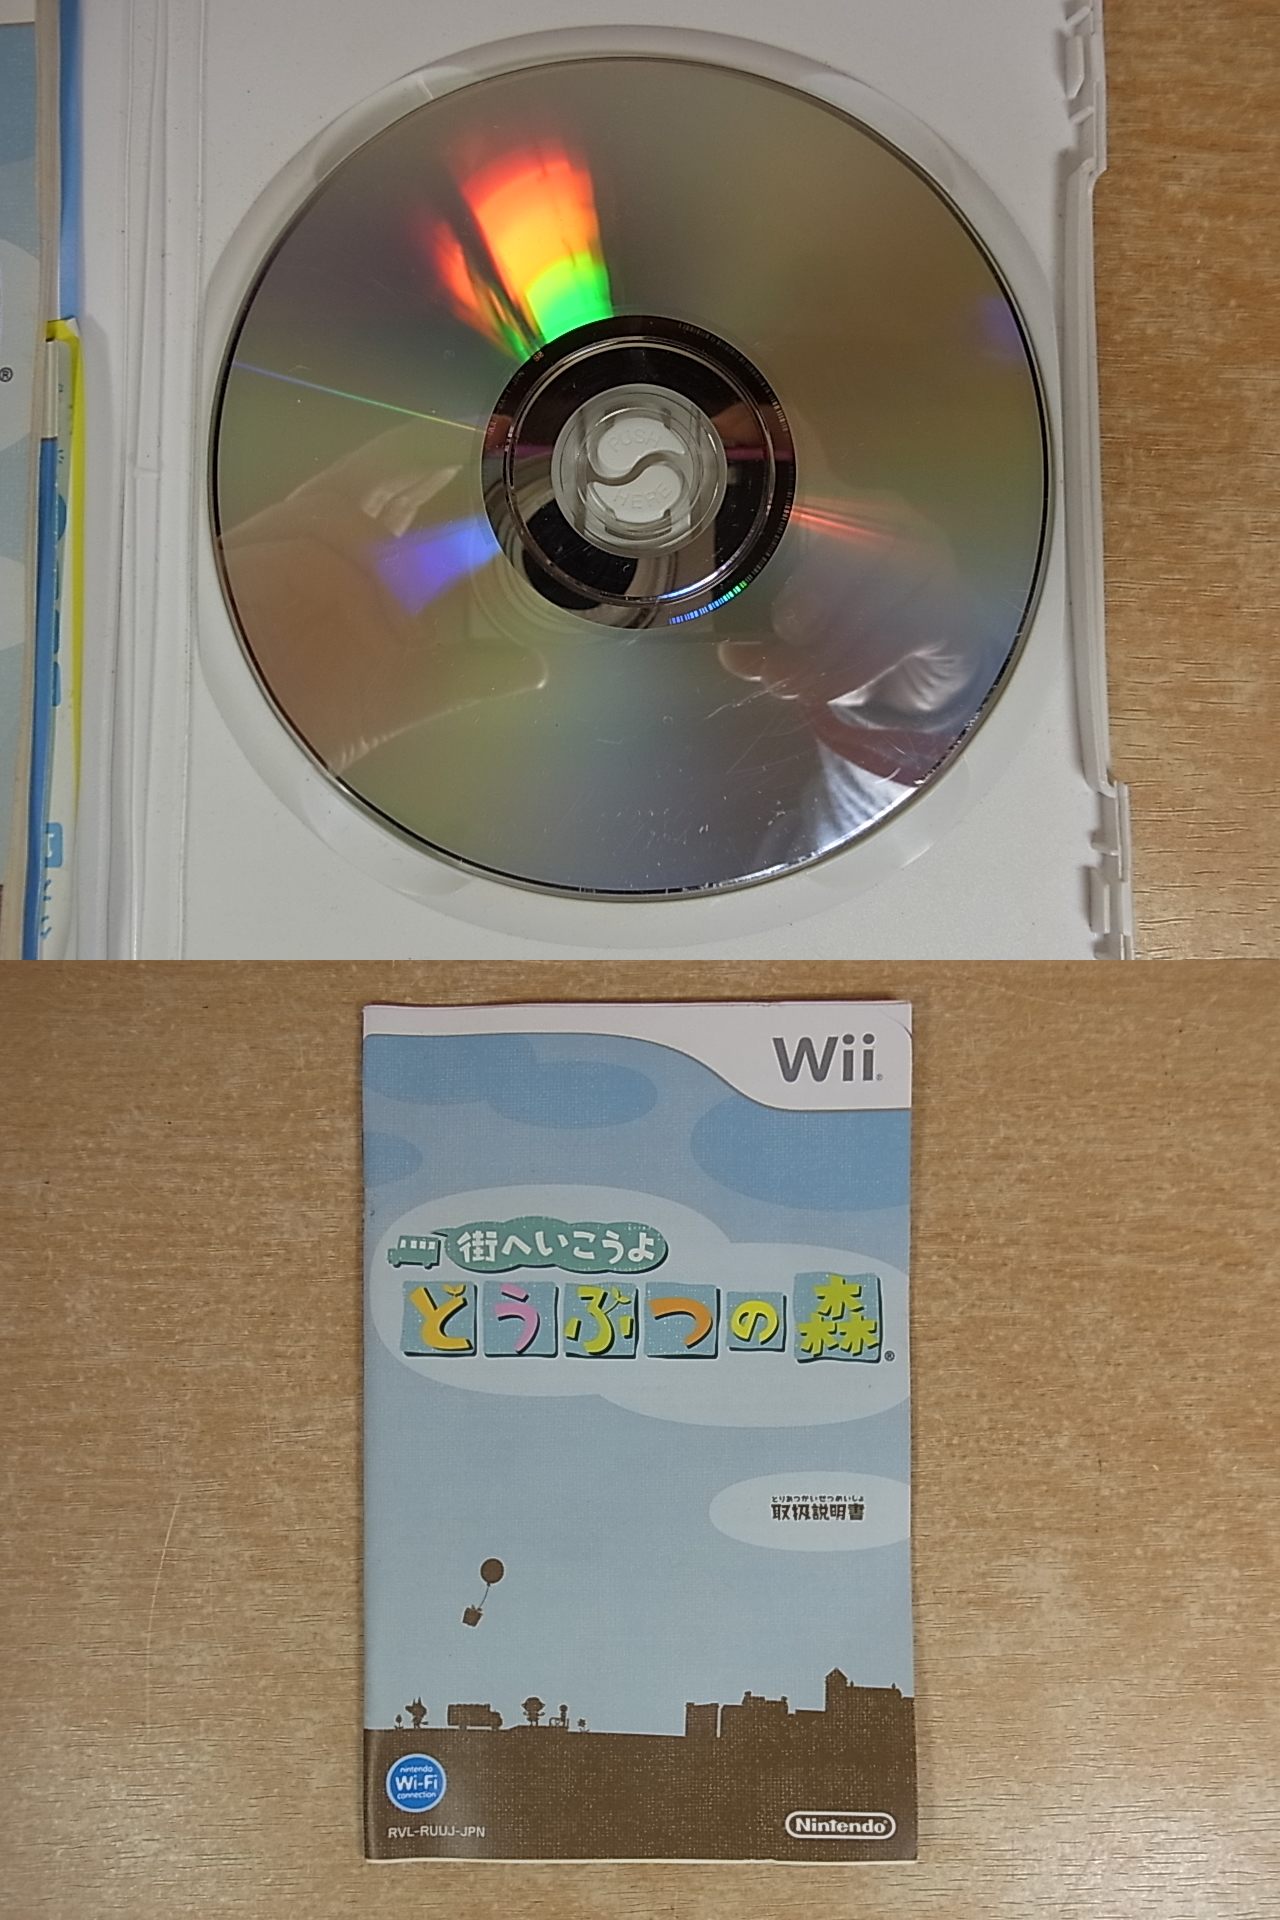 ®
PUSH
HERE
Wii®
街へいこうよ
どうぶつの森®
とりあつかいせつめいしょ
取扱説明書
nintendo
Wi-Fi
connection
RVL-RUUJ-JPN
Nintendo®